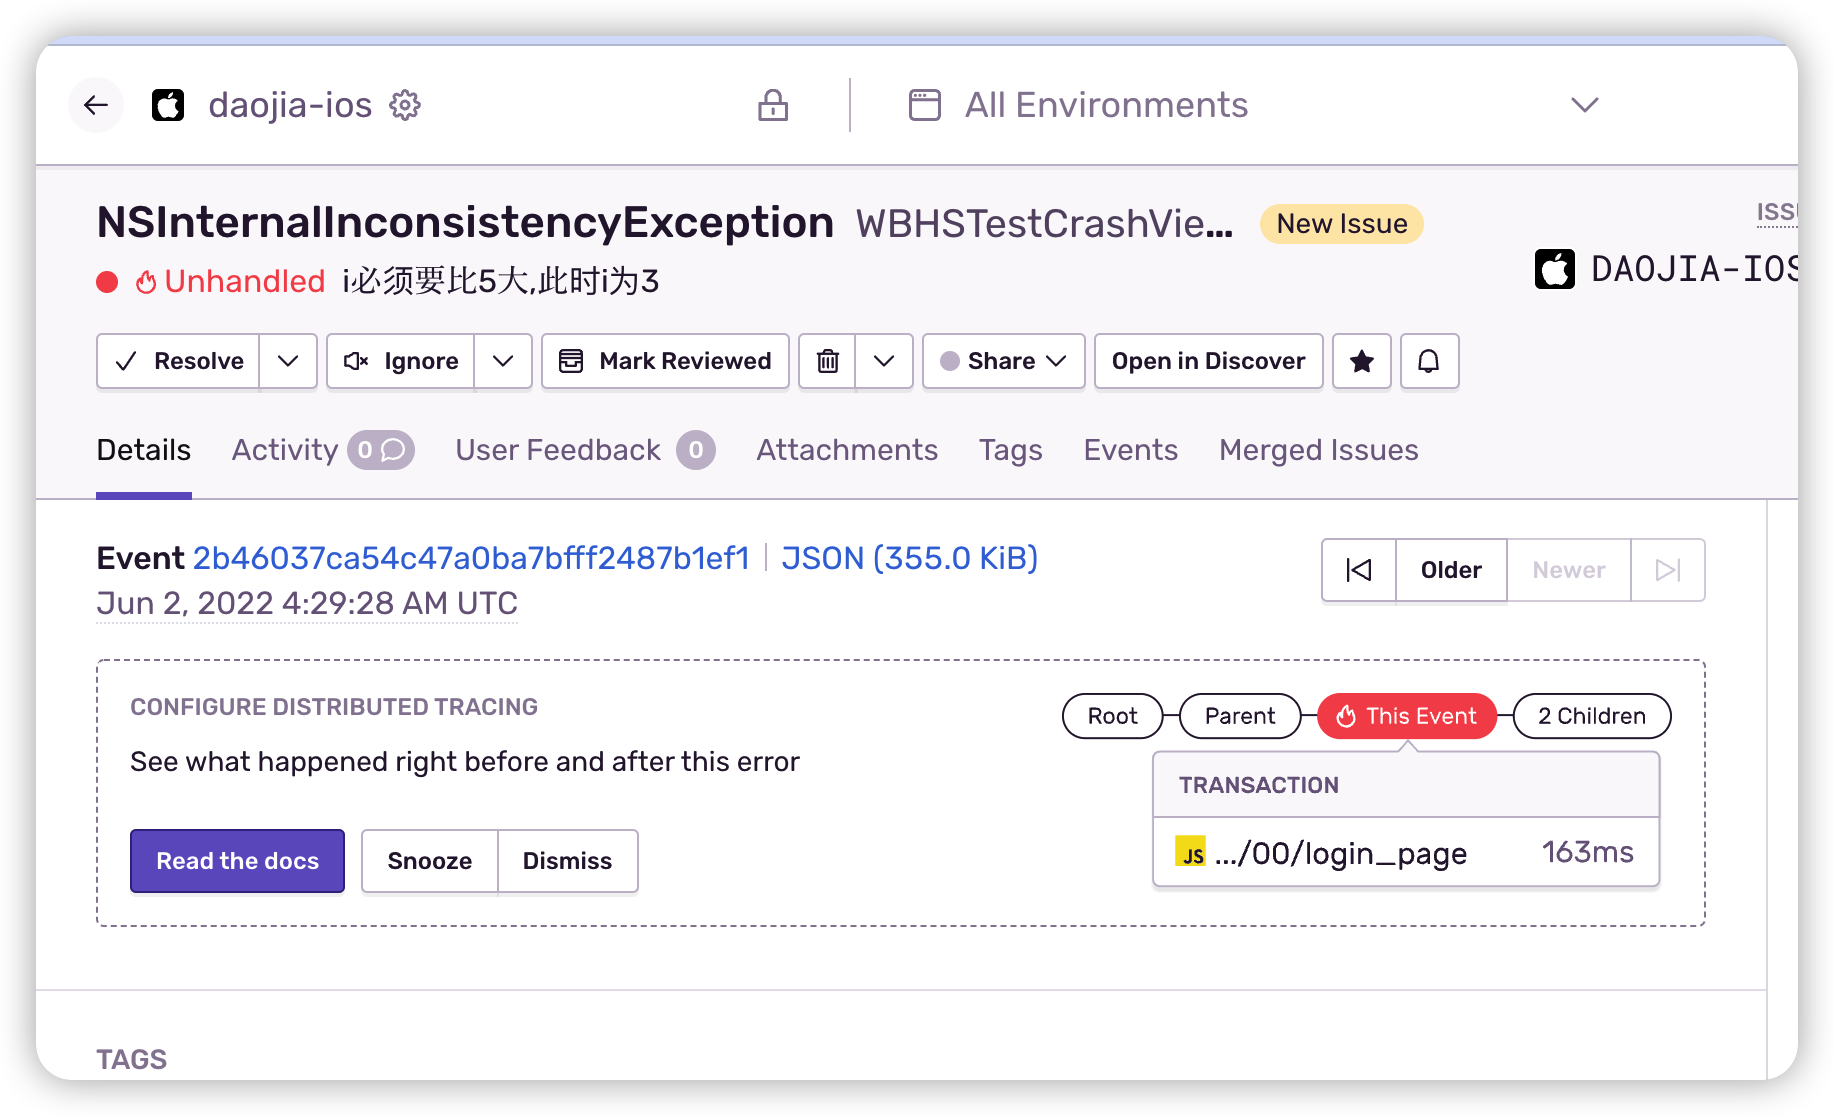 daojia-ios All Environments
NSInternalInconsistencyException WBHSTestCrashVie... New Issue
Unhandled i必须要比5大,此时i为3
DAOJIA-IOS
Resolve Ignore Mark Reviewed Share Open in Discover
Details Activity 0 User Feedback 0 Attachments Tags Events Merged Issues
Event 2b46037ca54c47a0ba7bfff2487b1ef1 JSON (355.0 KiB)
Jun 2, 2022 4:29:28 AM UTC
Older Newer
CONFIGURE DISTRIBUTED TRACING
See what happened right before and after this error
Read the docs Snooze Dismiss
Root Parent This Event 2 Children
TRANSACTION
JS .../00/login_page 163ms
TAGS